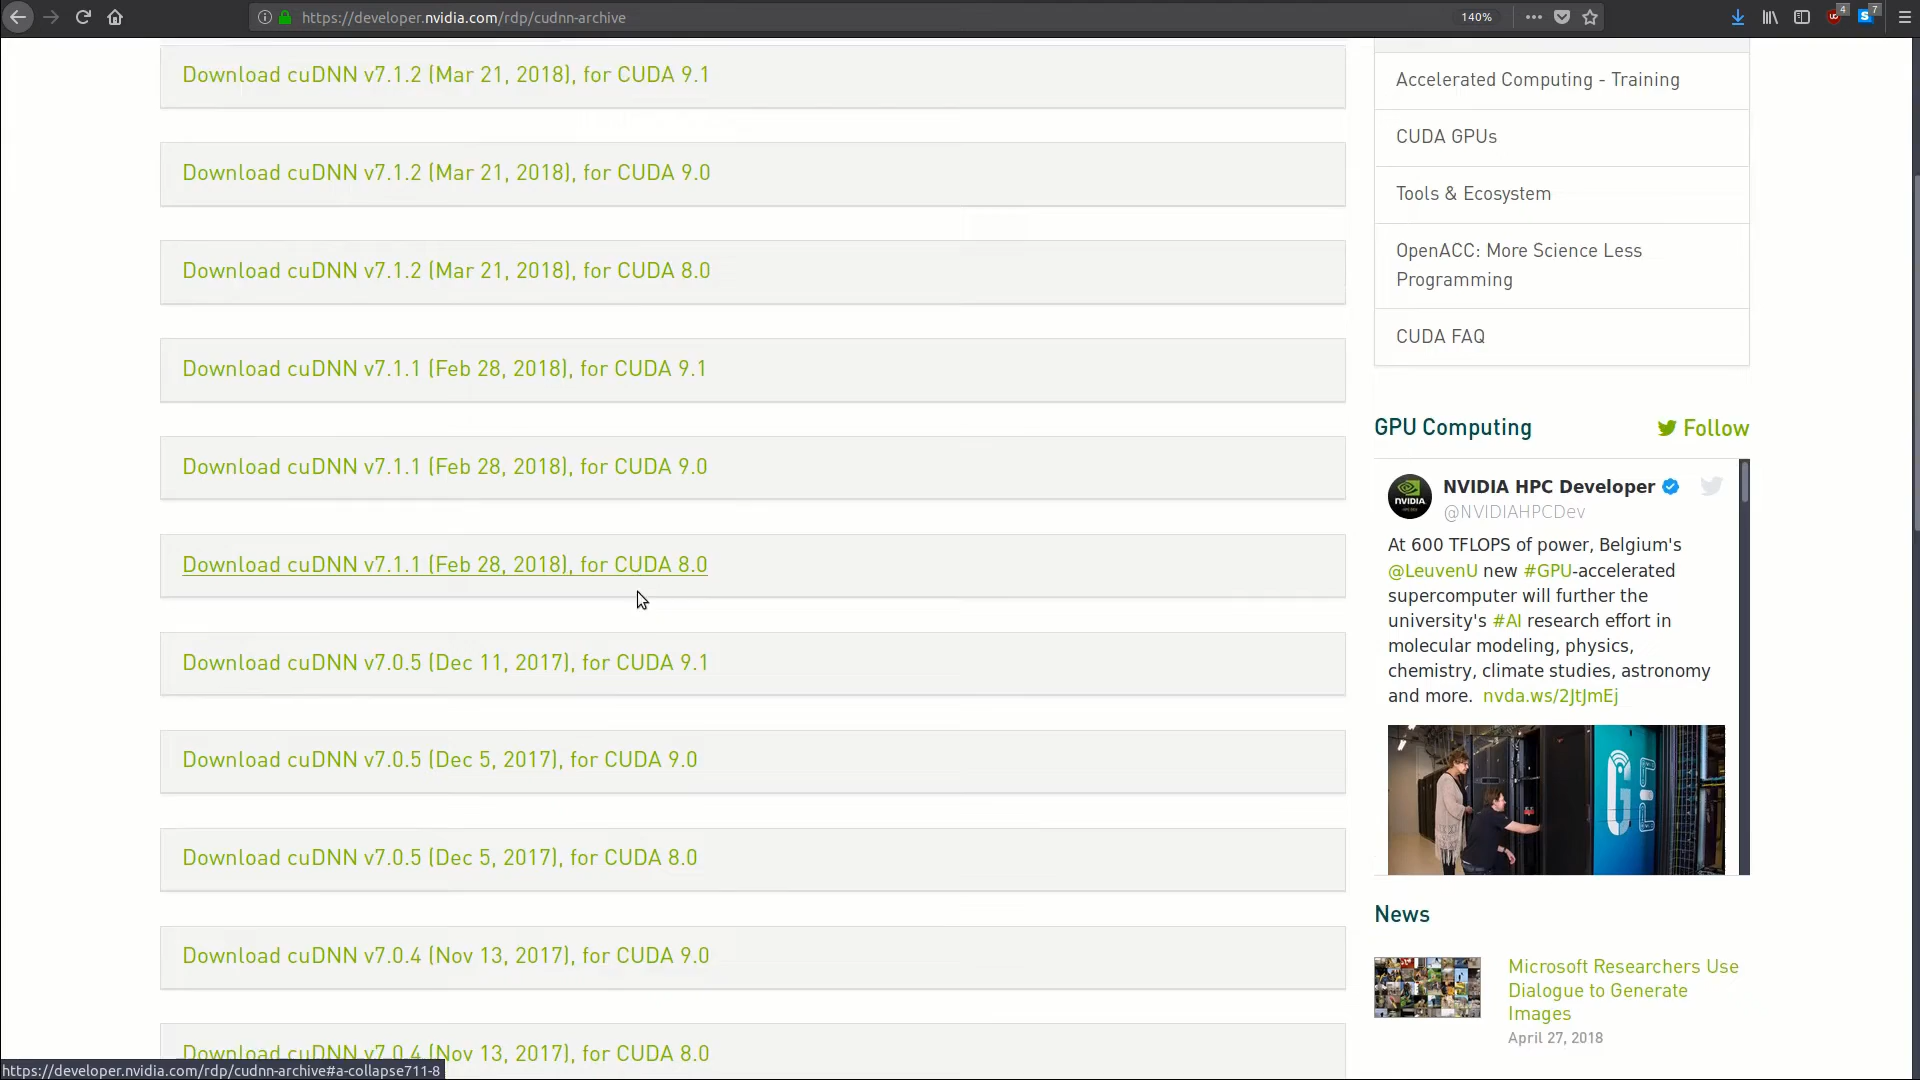 https://developer.nvidia.com/rdp/cudnn-archive
140%
4
7
Download cuDNN v7.1.2 (Mar 21, 2018), for CUDA 9.1
Download cuDNN v7.1.2 (Mar 21, 2018), for CUDA 9.0
Download cuDNN v7.1.2 (Mar 21, 2018), for CUDA 8.0
Download cuDNN v7.1.1 (Feb 28, 2018), for CUDA 9.1
Download cuDNN v7.1.1 (Feb 28, 2018), for CUDA 9.0
Download cuDNN v7.1.1 (Feb 28, 2018), for CUDA 8.0
Download cuDNN v7.0.5 (Dec 11, 2017), for CUDA 9.1
Download cuDNN v7.0.5 (Dec 5, 2017), for CUDA 9.0
Download cuDNN v7.0.5 (Dec 5, 2017), for CUDA 8.0
Download cuDNN v7.0.4 (Nov 13, 2017), for CUDA 9.0
Download cuDNN v7.0.4 (Nov 13, 2017), for CUDA 8.0
Accelerated Computing - Training
CUDA GPUs
Tools & Ecosystem
OpenACC: More Science Less
Programming
CUDA FAQ
GPU Computing
Follow
NVIDIA
NVIDIA HPC Developer
@NVIDIAHPCDev
At 600 TFLOPS of power, Belgium's
@LeuvenU new #GPU-accelerated
supercomputer will further the
university's #AI research effort in
molecular modeling, physics,
chemistry, climate studies, astronomy
and more. nvda.ws/2JtJmEj
News
Microsoft Researchers Use
Dialogue to Generate
Images
April 27, 2018
https://developer.nvidia.com/rdp/cudnn-archive#a-collapse711-8